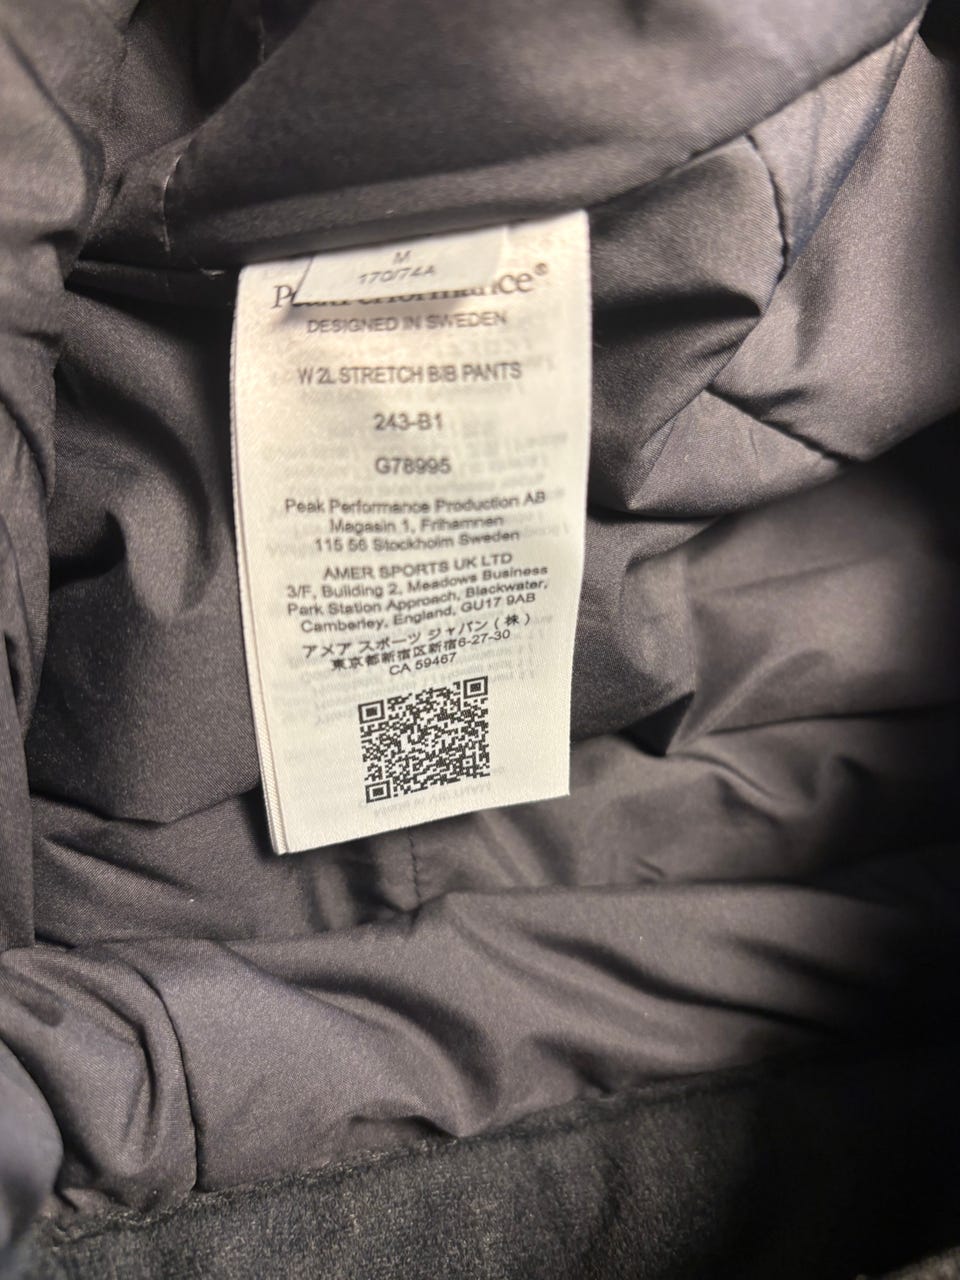 M
170/74A
Peak Performance®
DESIGNED IN SWEDEN
W 2L STRETCH BIB PANTS
243-B1
G78995
Peak Performance Production AB
Magasin 1, Frihamnen
115 56 Stockholm Sweden
AMER SPORTS UK LTD
3/F, Building 2, Meadows Business
Park Station Approach, Blackwater,
Camberley, England, GU17 9AB
アメア スポーツ ジャパン ( 株 )
東京都新宿区新宿6-27-30
CA 59467